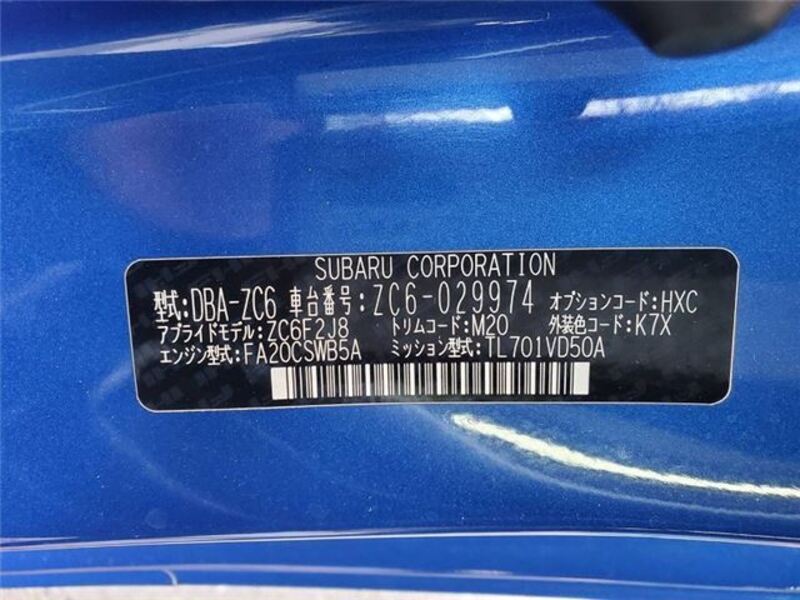 SUBARU CORPORATION
型式:DBA-ZC6 車台番号:ZC6-029974 オプションコード:HXC
アプライドモデル:ZC6F2J8 トリムコード:M20 外装色コード:K7X
エンジン型式:FA20CSWB5A ミッション型式:TL701VD50A